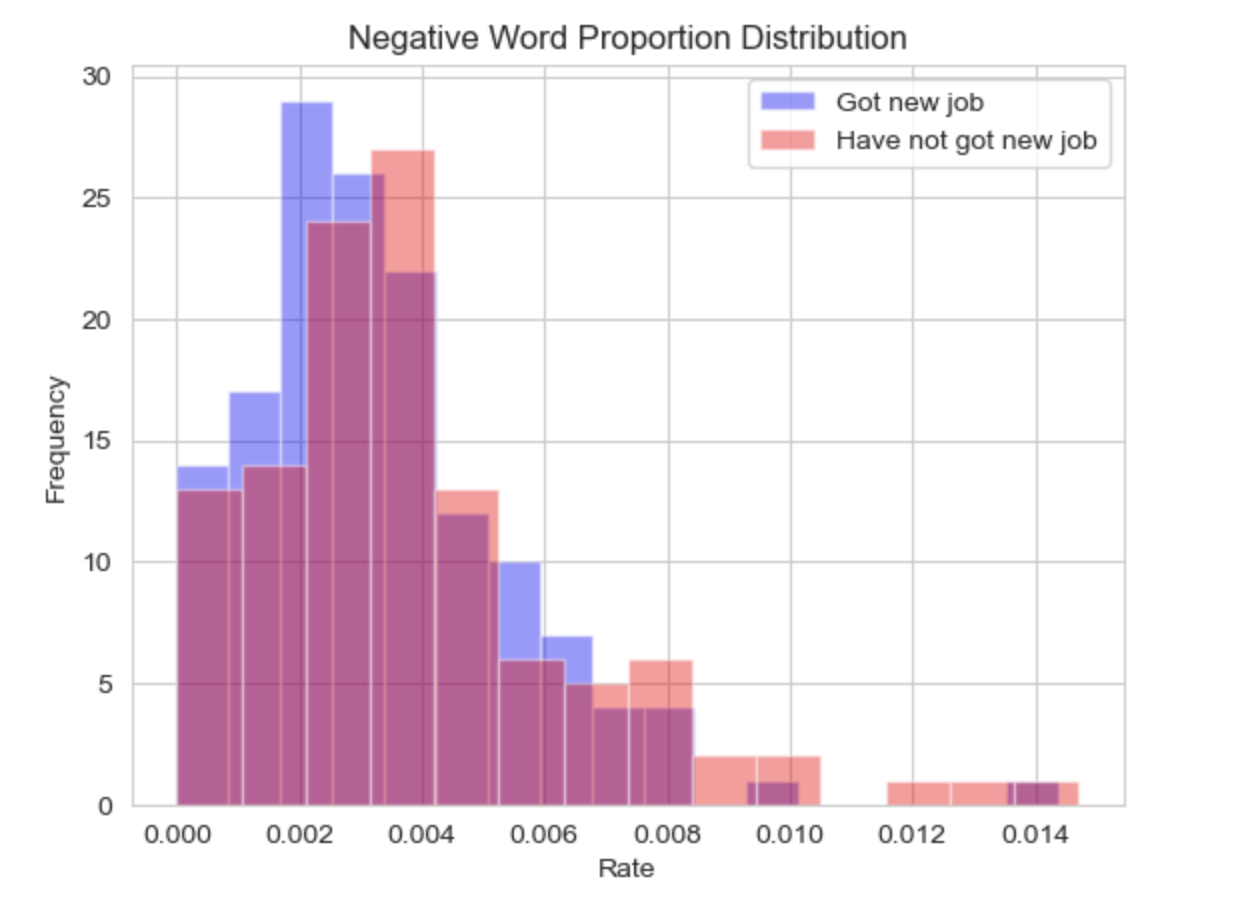 Negative Word Proportion Distribution
30
25
20
15
10
5
0
Frequency
Got new job
Have not got new job
0.000 0.002 0.004 0.006 0.008 0.010 0.012 0.014
Rate